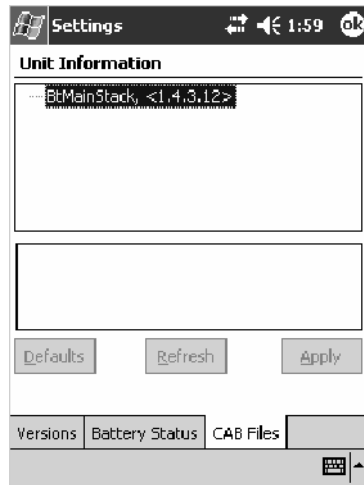 Settings 1:59 ok
Unit Information
BtMainStack, <1.4.3.12>
Defaults Refresh Apply
Versions Battery Status CAB Files